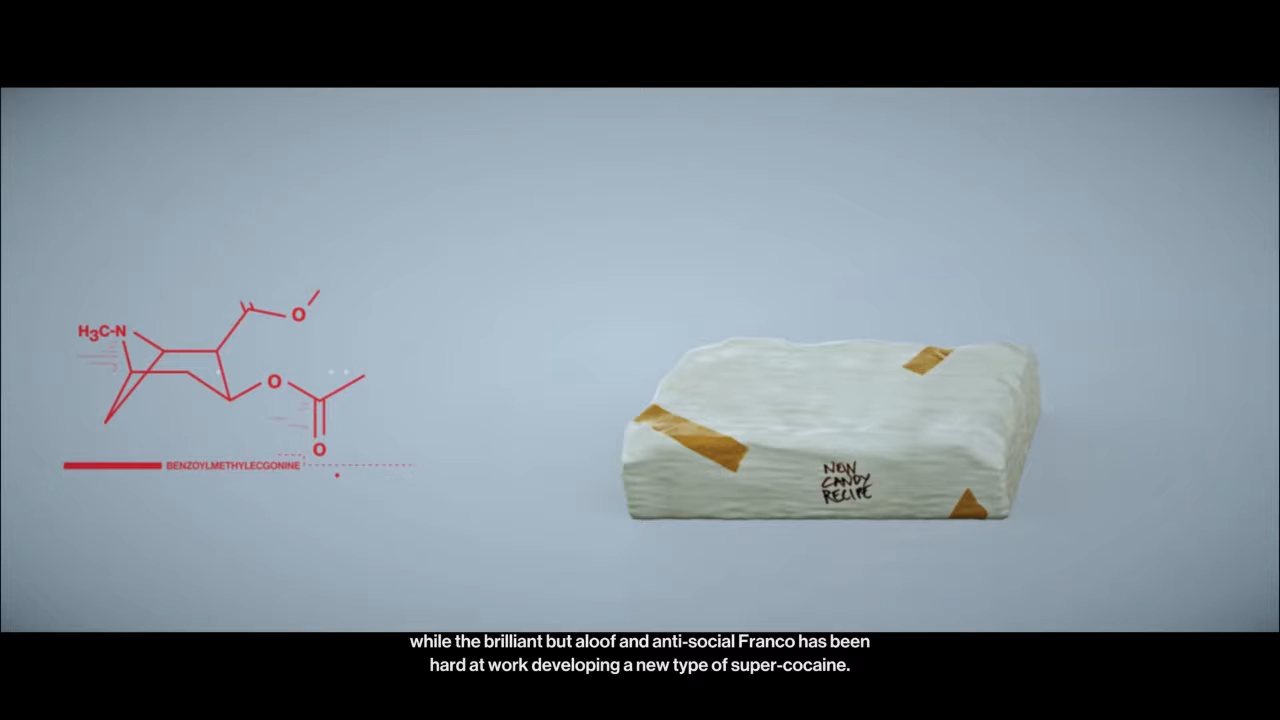 H3C-N
O
O
O
BENZOYLMETHYLECGONINE
NEW
CANDY
RECIPE
while the brilliant but aloof and anti-social Franco has been
hard at work developing a new type of super-cocaine.